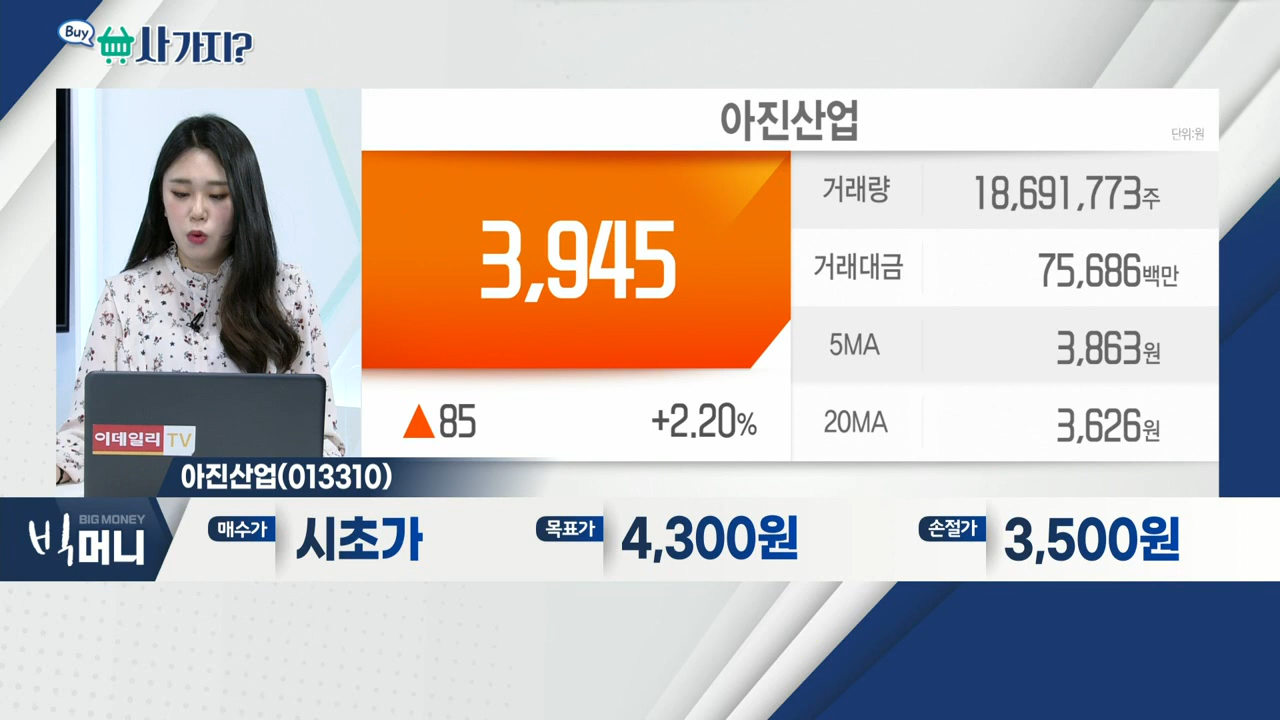 Buy
사가지?
아진산업
단위:원
3,945
▲85
+2.20%
거래량 18,691,773주
거래대금 75,686백만
5MA 3,863원
20MA 3,626원
이데일리 TV
아진산업(013310)
BIG MONEY
빅머니
매수가 시초가
목표가 4,300원
손절가 3,500원